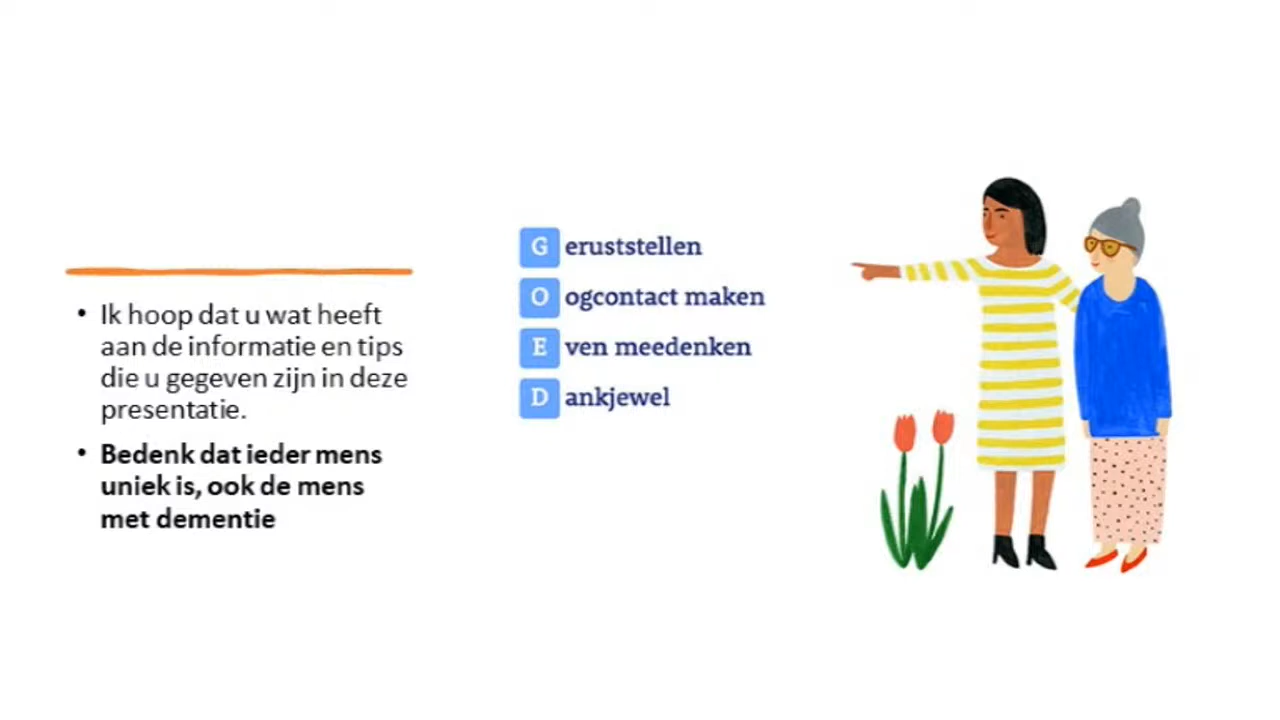 • Ik hoop dat u wat heeft
aan de informatie en tips
die u gegeven zijn in deze
presentatie.
• Bedenk dat ieder mens
uniek is, ook de mens
met dementie
G eruststellen
O ogcontact maken
E ven meedenken
D ankjewel